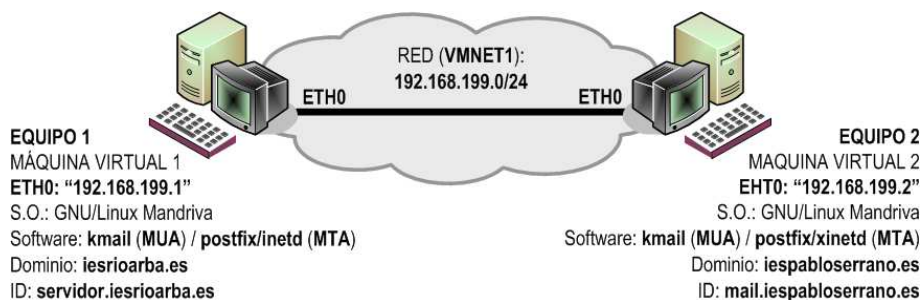 RED (VMNET1):
192.168.199.0/24
ETH0
ETH0
EQUIPO 1
MÁQUINA VIRTUAL 1
ETH0: “192.168.199.1”
S.O.: GNU/Linux Mandriva
Software: kmail (MUA) / postfix/inetd (MTA)
Dominio: iesrioarba.es
ID: servidor.iesrioarba.es
EQUIPO 2
MAQUINA VIRTUAL 2
EHT0: “192.168.199.2”
S.O.: GNU/Linux Mandriva
Software: kmail (MUA) / postfix/xinetd (MTA)
Dominio: iespabloserrano.es
ID: mail.iespabloserrano.es